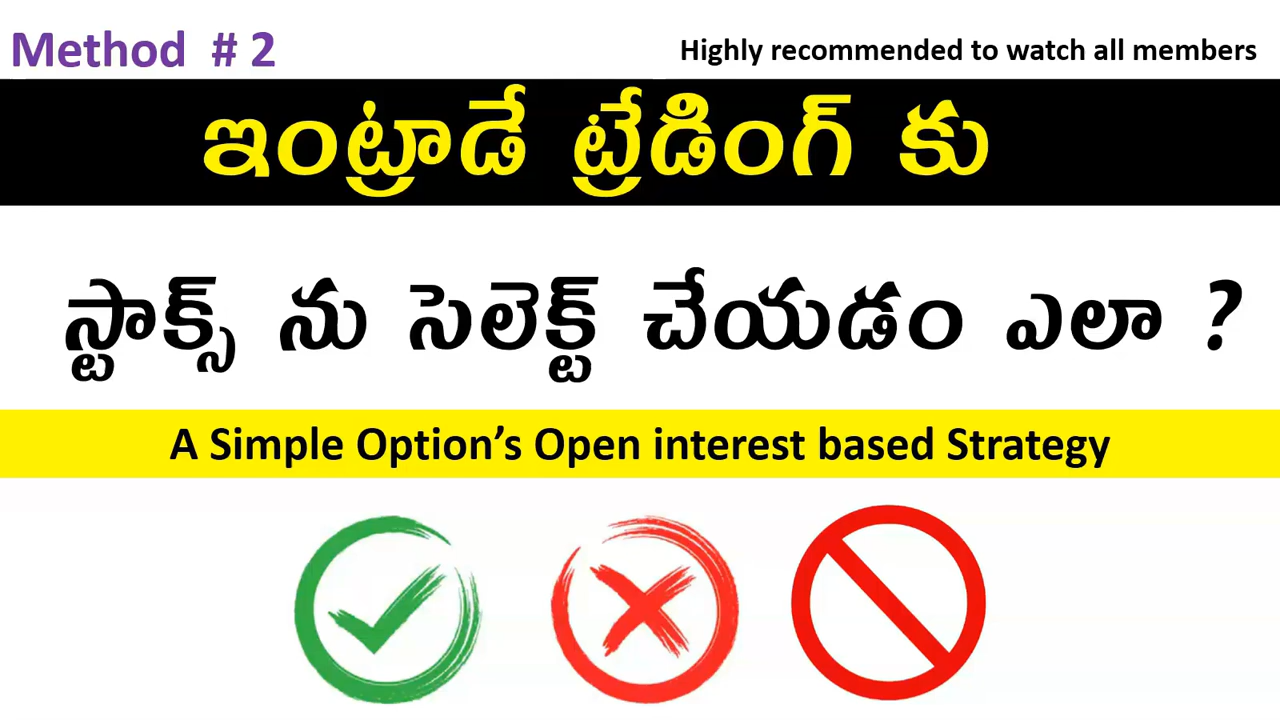 Method # 2
Highly recommended to watch all members
ఇంట్రాడే ట్రేడింగ్ కు
స్టాక్స్ ను సెలెక్ట్ చేయడం ఎలా ?
A Simple Option’s Open interest based Strategy